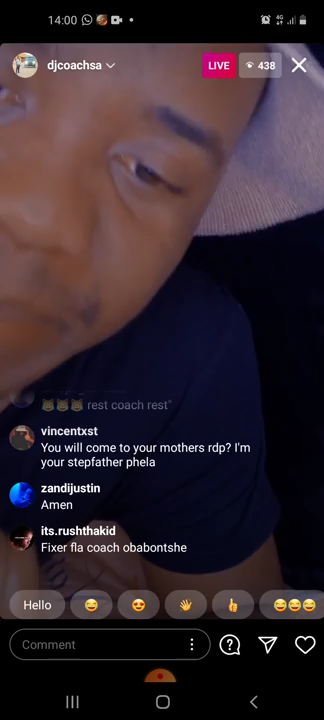 14:00
4G
djcoachsa
LIVE
438
😹😹😹 rest coach rest"
vincentxst
You will come to your mothers rdp? I'm
your stepfather phela
zandijustin
Amen
its.rushthakid
Fixer fla coach obabontshe
Hello 😂 😍 👋 👍 😂😂😂
Comment